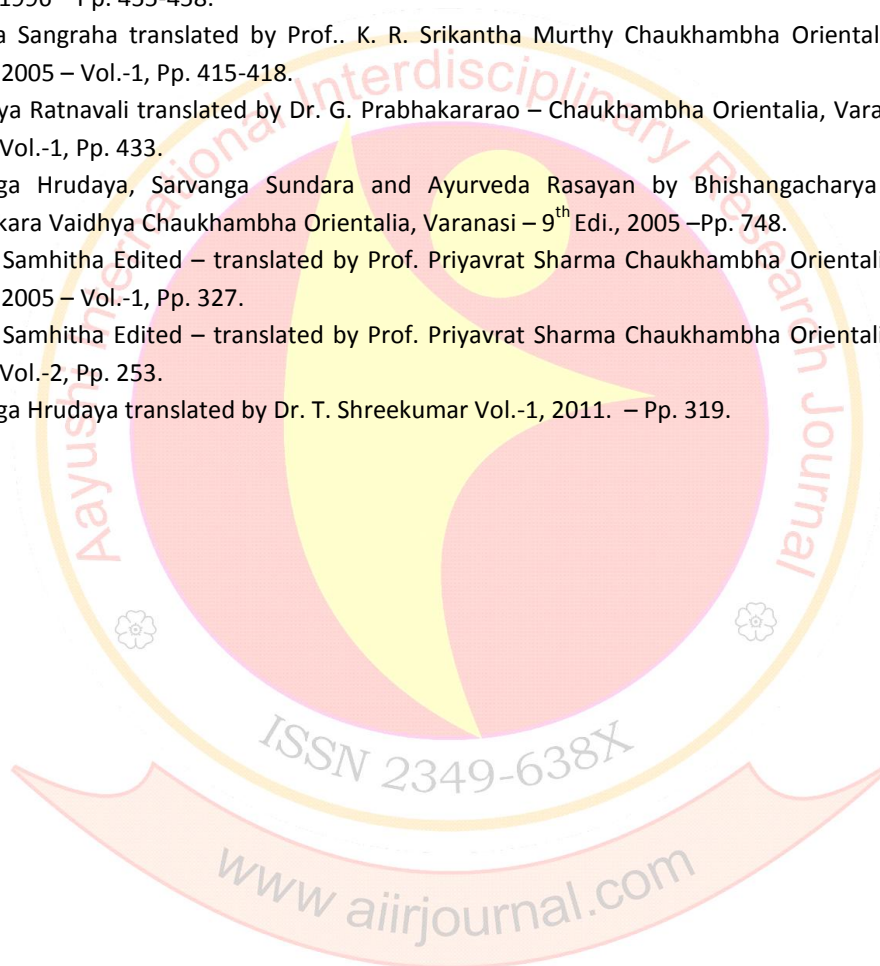 a Sangraha translated by Prof.. K. R. Srikantha Murthy Chaukhambha Oriental
2005 – Vol.-1, Pp. 415-418.
ya Ratnavali translated by Dr. G. Prabhakararao – Chaukhambha Orientalia, Vara
Vol.-1, Pp. 433.
ga Hrudaya, Sarvanga Sundara and Ayurveda Rasayan by Bhishangacharya
kara Vaidhya Chaukhambha Orientalia, Varanasi – 9th Edi., 2005 –Pp. 748.
Samhitha Edited – translated by Prof. Priyavrat Sharma Chaukhambha Orientali
2005 – Vol.-1, Pp. 327.
Samhitha Edited – translated by Prof. Priyavrat Sharma Chaukhambha Orientali
Vol.-2, Pp. 253.
ga Hrudaya translated by Dr. T. Shreekumar Vol.-1, 2011. – Pp. 319.
Aayushi International Interdisciplinary Research Journal
ISSN 2349-638X
www aiirjournal.com